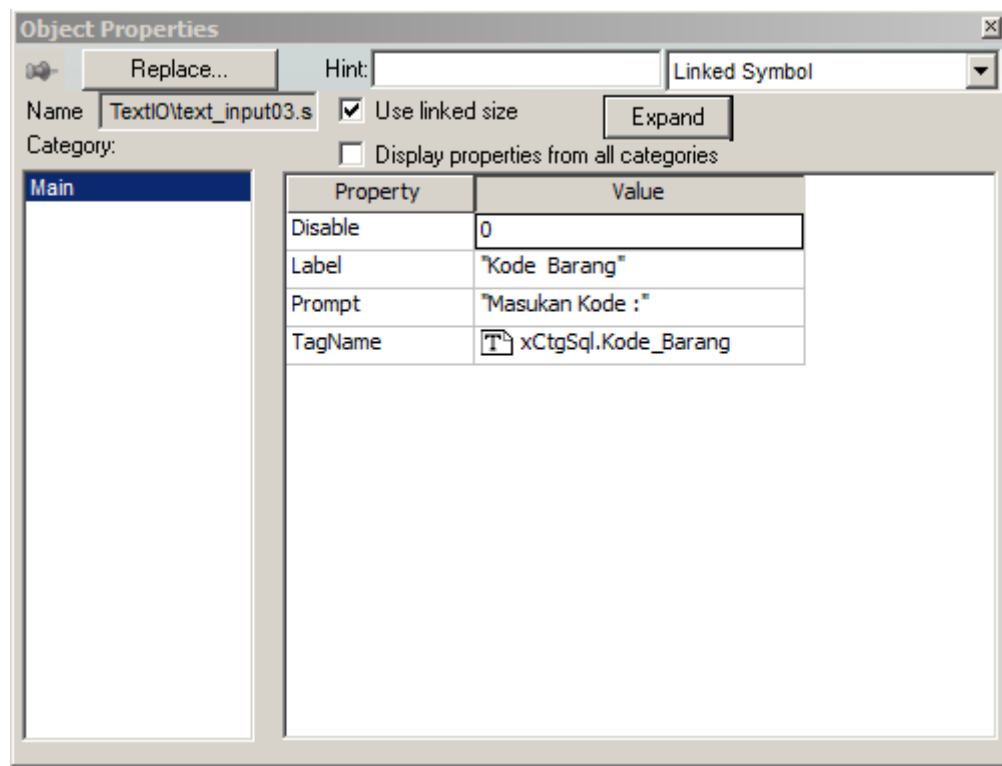 Object Properties
Replace... Hint: Linked Symbol
Name TextIO\text_input03.s Use linked size Expand
Category: Display properties from all categories
Main
Property Value
Disable 0
Label "Kode Barang"
Prompt "Masukan Kode :"
TagName T xCtgSql.Kode_Barang